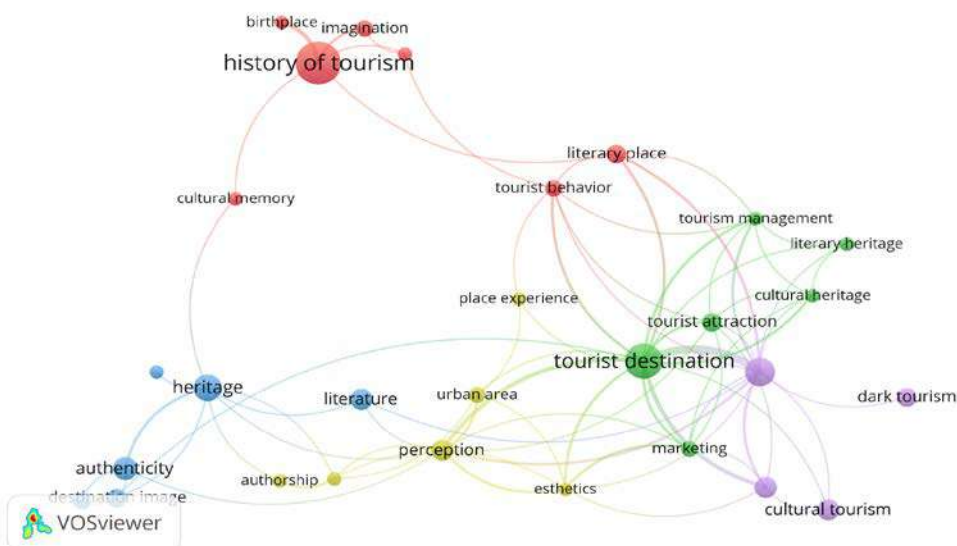 birthplace
imagination
history of tourism
literary place
tourist behavior
cultural memory
tourism management
literary heritage
place experience
cultural heritage
tourist attraction
tourist destination
heritage
literature
urban area
dark tourism
perception
marketing
authenticity
authorship
esthetics
destination image
cultural tourism
VOSviewer